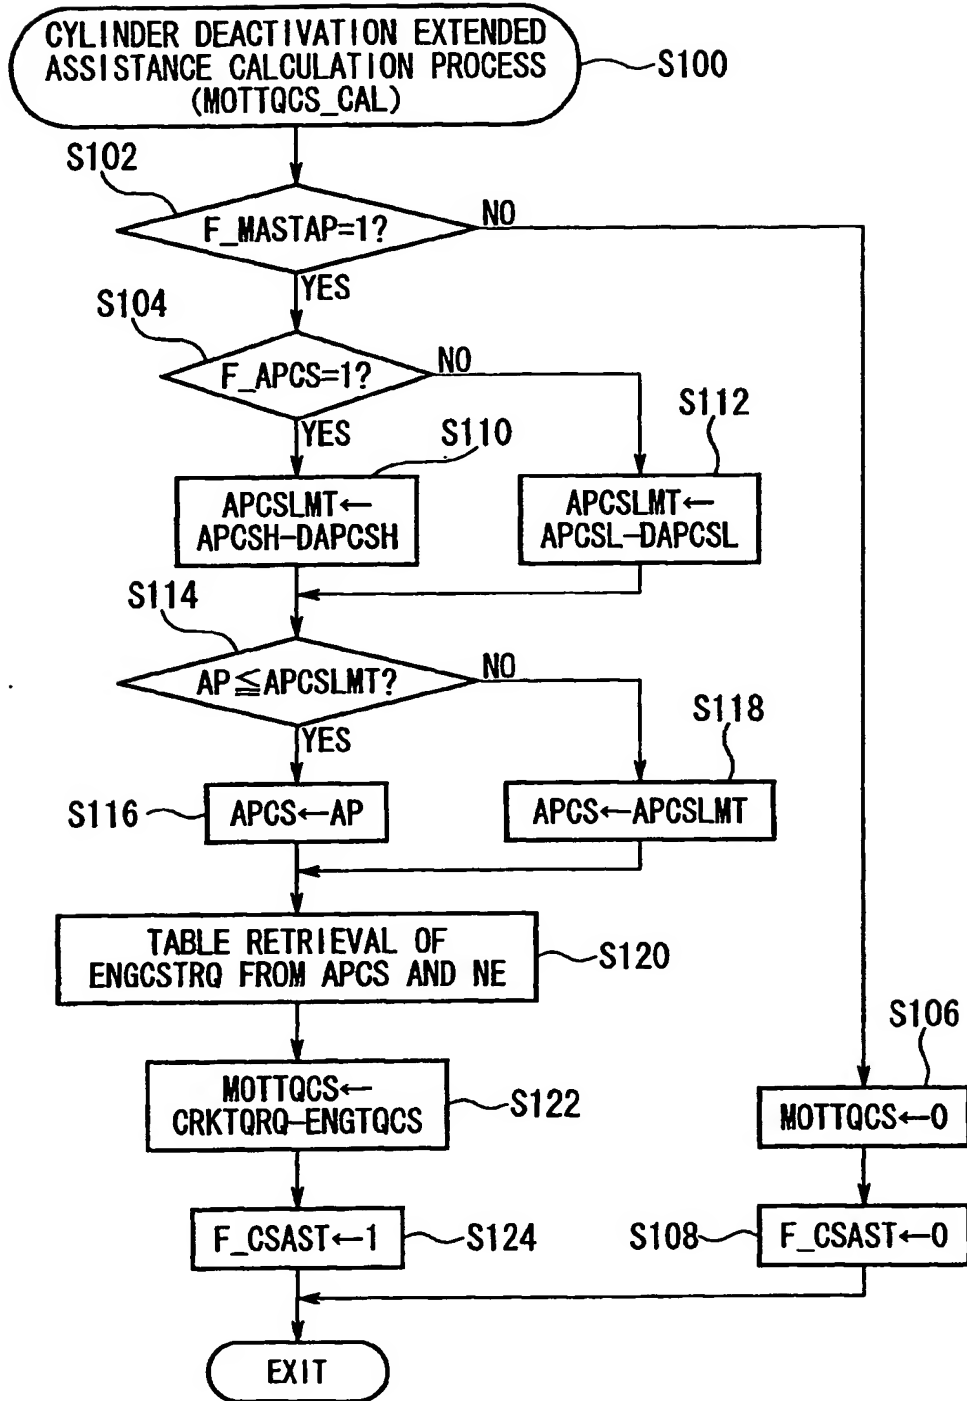 CYLINDER DEACTIVATION EXTENDED
ASSISTANCE CALCULATION PROCESS
(MOTTQCS_CAL)
S100
S102
F_MASTAP=1?
NO
YES
S104
F_APCS=1?
NO
YES
S110
S112
APCSLMT←
APCSH-DAPCSH
APCSLMT←
APCSL-DAPCSL
S114
AP≦APCSLMT?
NO
YES
S118
S116
APCS←AP
APCS←APCSLMT
TABLE RETRIEVAL OF
ENGCSTRQ FROM APCS AND NE
S120
S106
MOTTQCS←
CRKTQRQ-ENGTQCS
S122
MOTTQCS←0
F_CSAST←1
S124
S108
F_CSAST←0
EXIT